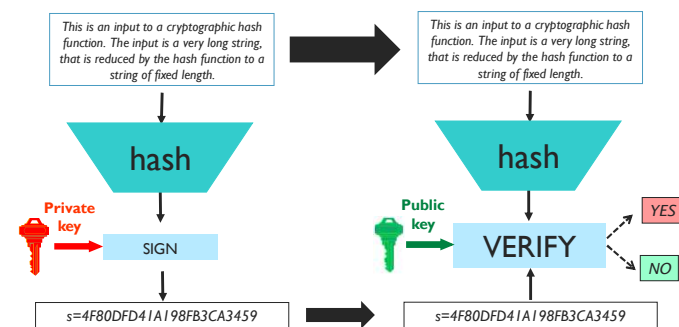 This is an input to a cryptographic hash
function. The input is a very long string,
that is reduced by the hash function to a
string of fixed length.
This is an input to a cryptographic hash
function. The input is a very long string,
that is reduced by the hash function to a
string of fixed length.
hash
hash
Private
key
SIGN
Public
key
VERIFY
YES
NO
s=4F80DFD41A198FB3CA3459
s=4F80DFD41A198FB3CA3459